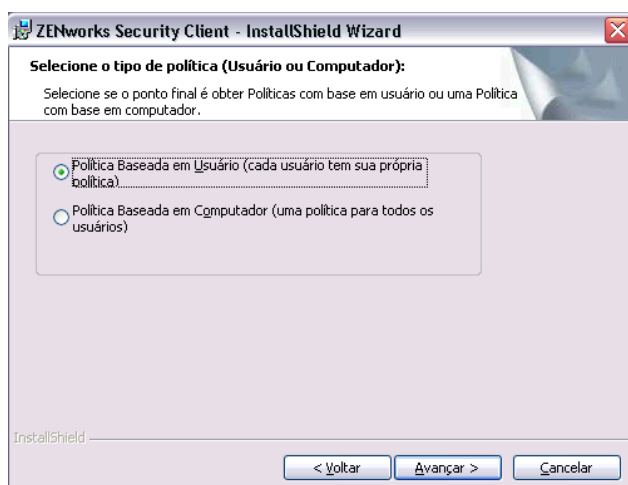 ZENworks Security Client - InstallShield Wizard
Selecione o tipo de política (Usuário ou Computador):
Selecione se o ponto final é obter Políticas com base em usuário ou uma Política
com base em computador.
Política Baseada em Usuário (cada usuário tem sua própria
política)
Política Baseada em Computador (uma política para todos os
usuários)
InstallShield
< Voltar
Avançar >
Cancelar